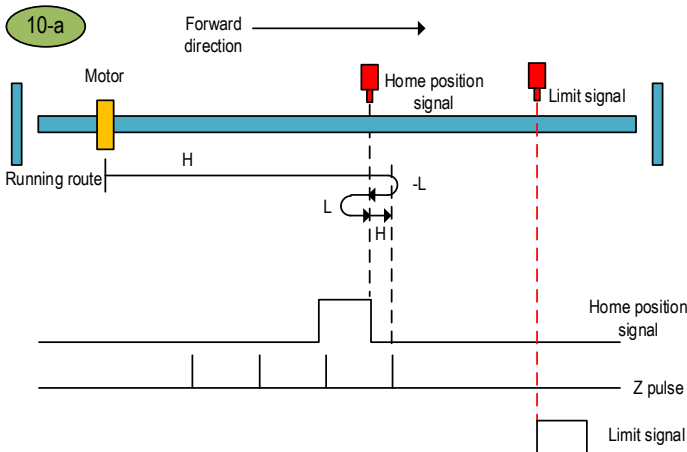 10-a
Forward
direction
Motor
Home position
signal
Limit signal
H
Running route
-L
L
H
Home position
signal
Z pulse
Limit signal